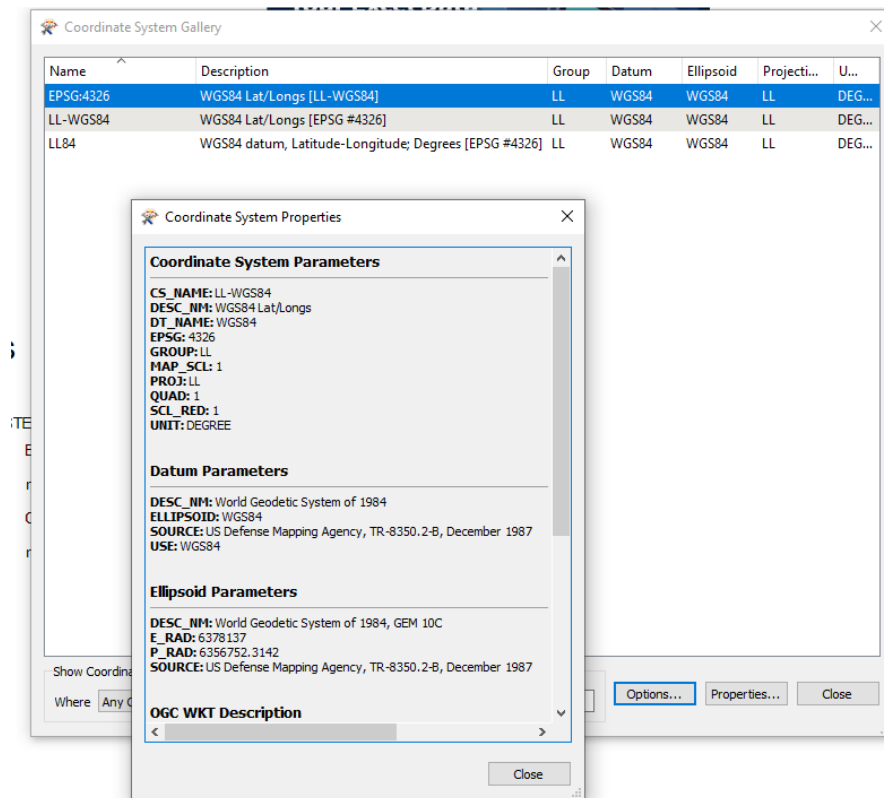 Coordinate System Gallery
Name Description Group Datum Ellipsoid Projecti... U...
EPSG:4326 WGS84 Lat/Longs [LL-WGS84] LL WGS84 WGS84 LL DEG...
LL-WGS84 WGS84 Lat/Longs [EPSG #4326] LL WGS84 WGS84 LL DEG...
LL84 WGS84 datum, Latitude-Longitude; Degrees [EPSG #4326] LL WGS84 WGS84 LL DEG...
Coordinate System Properties
Coordinate System Parameters
CS_NAME: LL-WGS84
DESC_NM: WGS84 Lat/Longs
DT_NAME: WGS84
EPSG: 4326
GROUP: LL
MAP_SCL: 1
PROJ: LL
QUAD: 1
SCL_RED: 1
UNIT: DEGREE
Datum Parameters
DESC_NM: World Geodetic System of 1984
ELLIPSOID: WGS84
SOURCE: US Defense Mapping Agency, TR-8350.2-B, December 1987
USE: WGS84
Ellipsoid Parameters
DESC_NM: World Geodetic System of 1984, GEM 10C
E_RAD: 6378137
P_RAD: 6356752.3142
SOURCE: US Defense Mapping Agency, TR-8350.2-B, December 1987
OGC WKT Description
Close
Show Coordina
Where Any
Options... Properties... Close